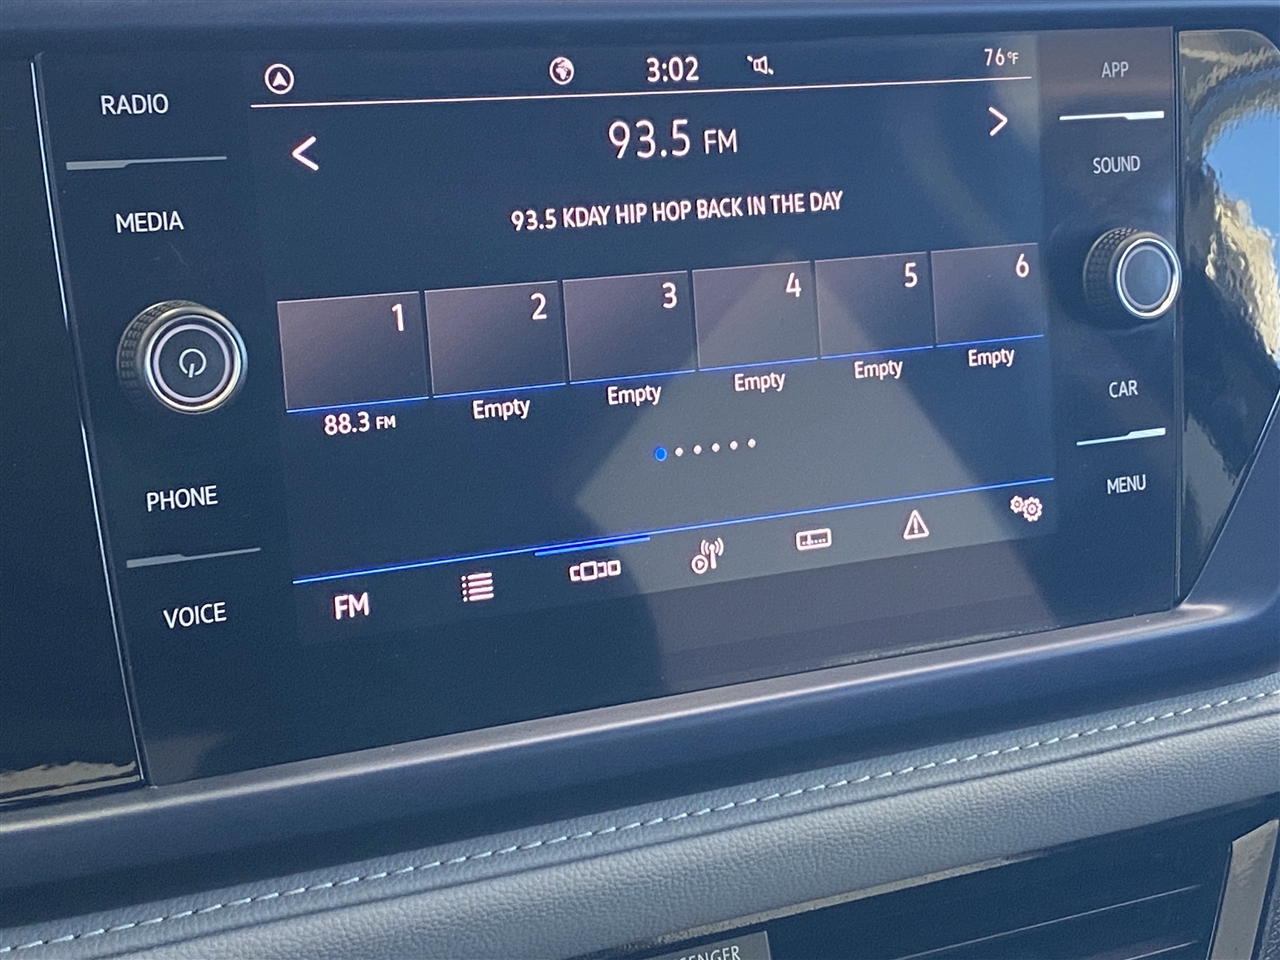 RADIO
MEDIA
PHONE
VOICE
3:02
76°F
93.5 FM
93.5 KDAY HIP HOP BACK IN THE DAY
1
2
3
4
5
6
88.3 FM
Empty
Empty
Empty
Empty
Empty
FM
APP
SOUND
CAR
MENU